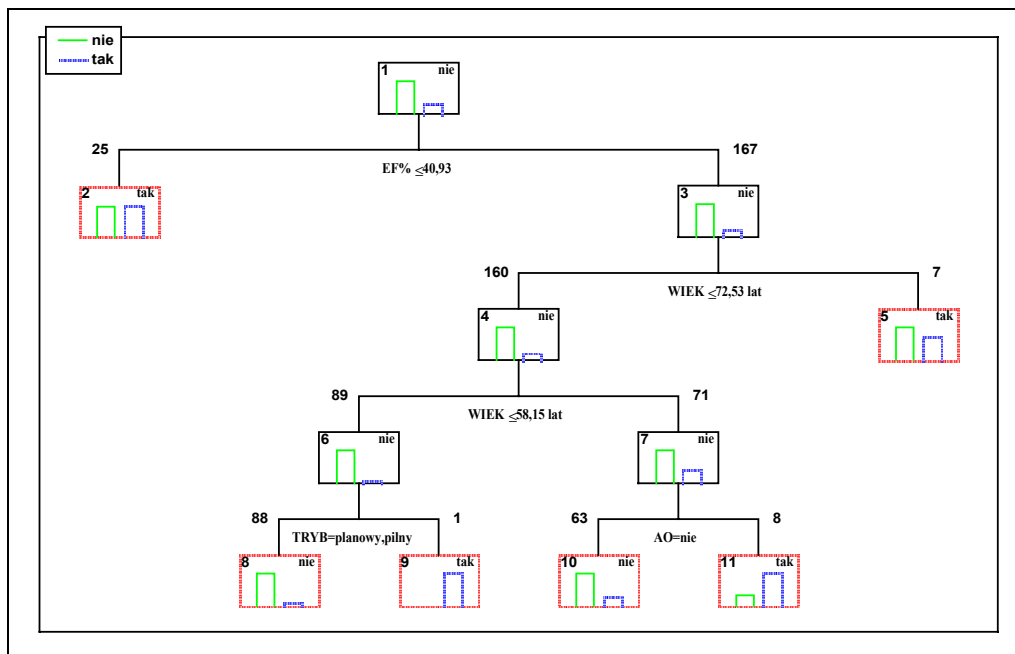 nie
tak
1 nie
25 167
EF% ≤40,93
2 tak
3 nie
160 7
WIEK ≤72,53 lat
4 nie
5 tak
89 71
WIEK ≤58,15 lat
6 nie
7 nie
88 1 63 8
TRYB=planowy,pilny AO=nie
8 nie
9 tak
10 nie
11 tak